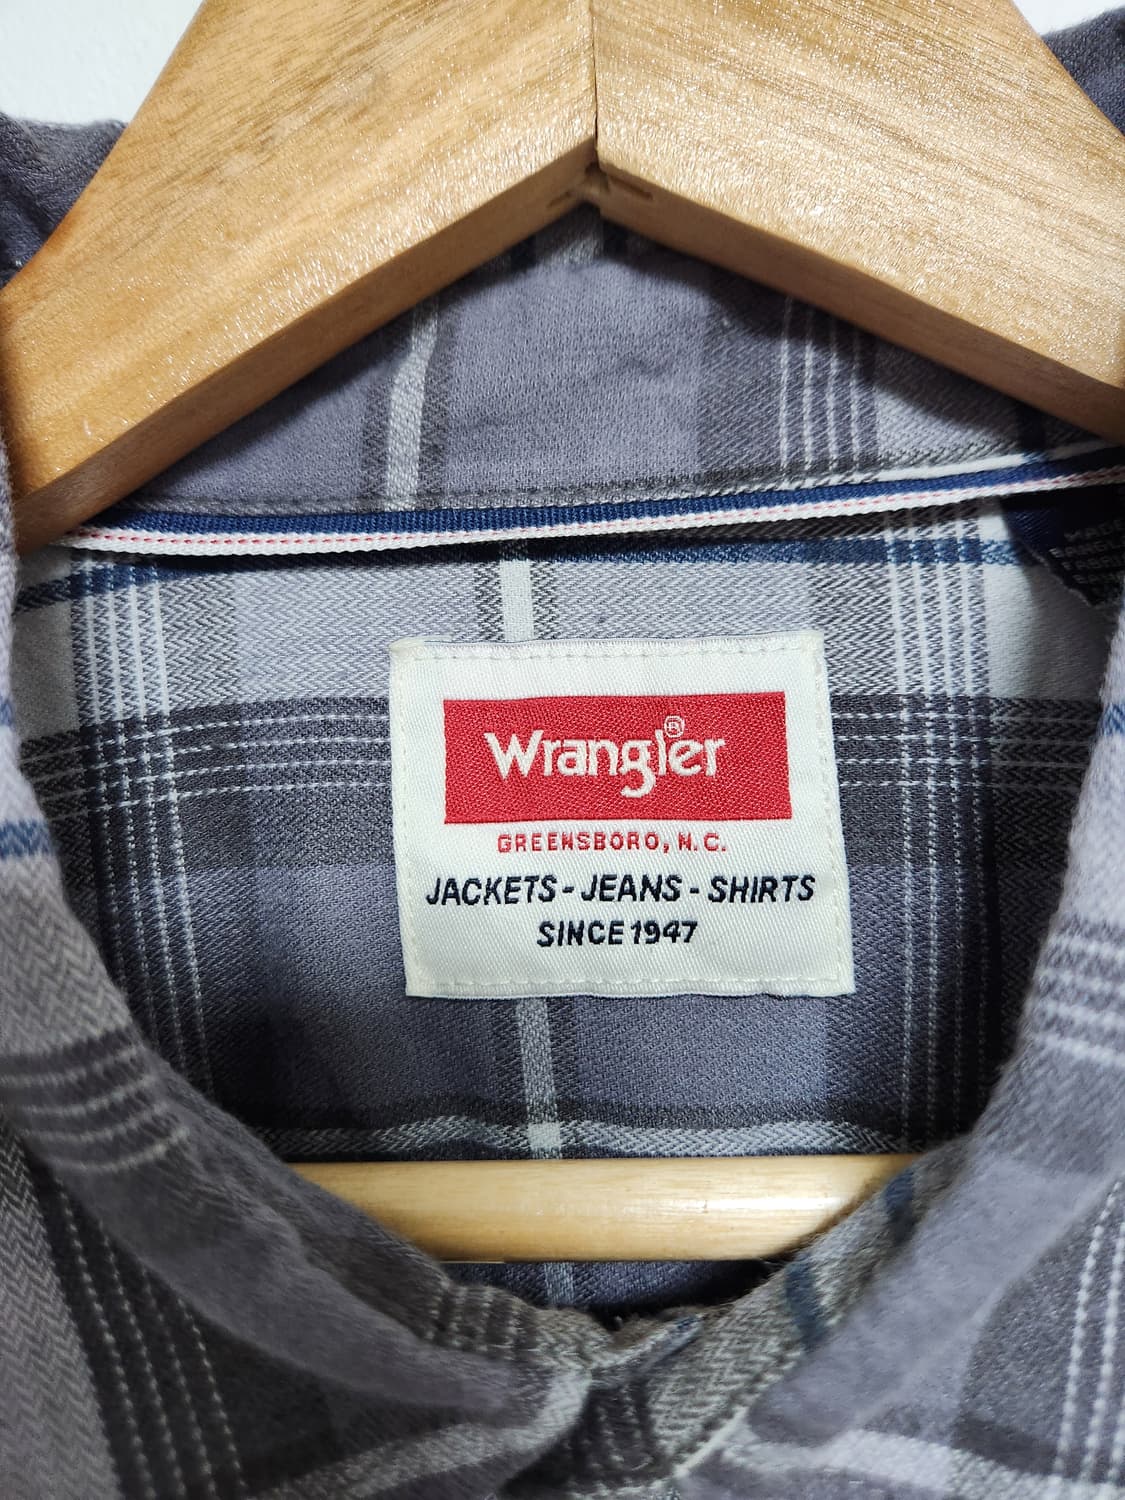 Wrangler®
GREENSBORO, N.C.
JACKETS - JEANS - SHIRTS
SINCE 1947